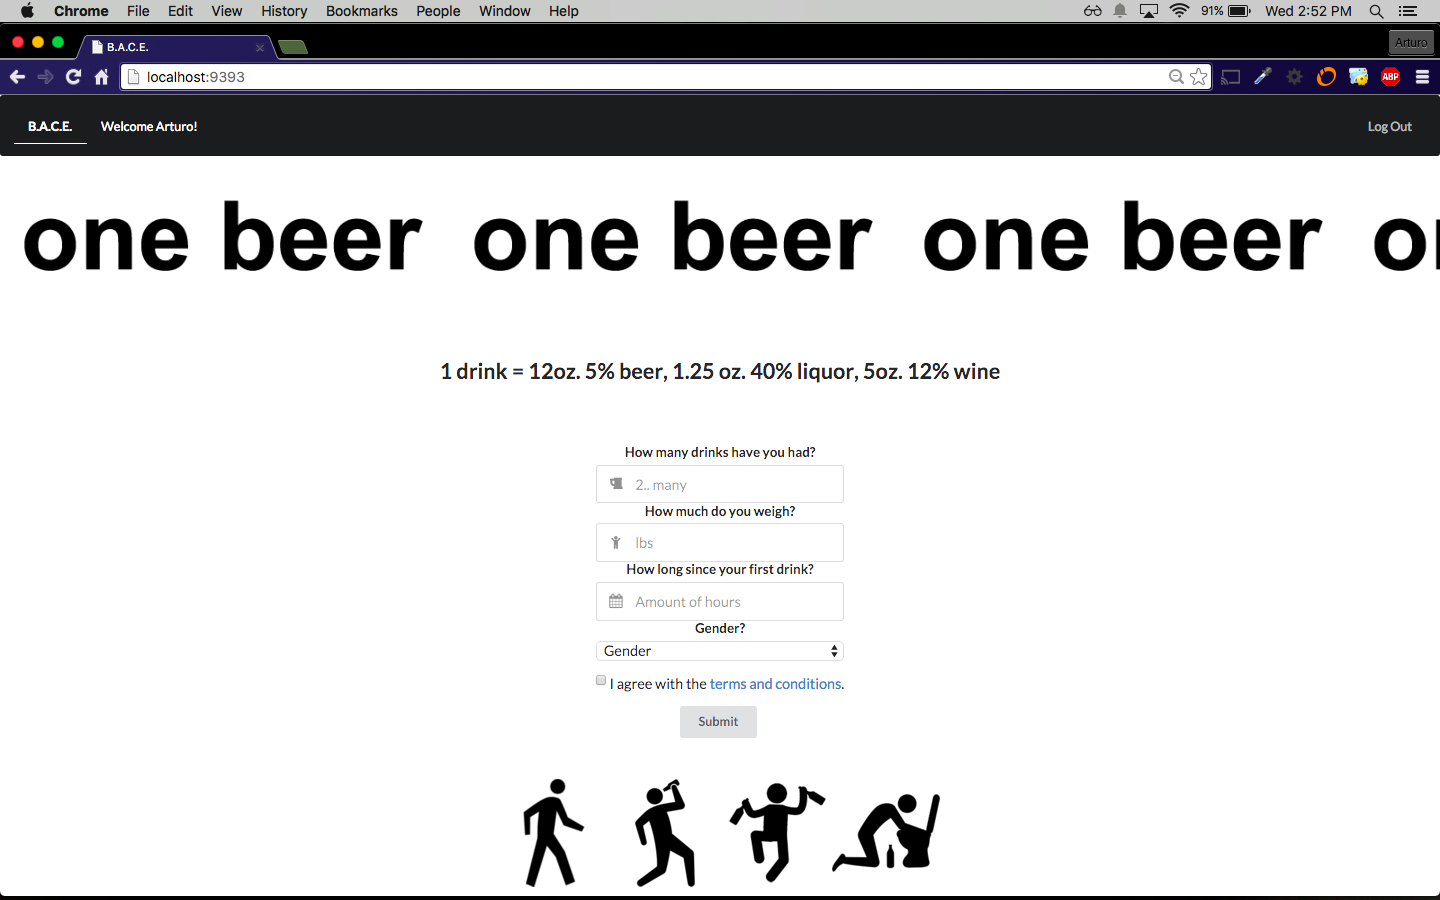 Chrome File Edit View History Bookmarks People Window Help 91% Wed 2:52 PM
B.A.C.E. Arturo
localhost:9393 ABP
B.A.C.E. Welcome Arturo! Log Out
one beer one beer one beer o
1 drink = 12oz. 5% beer, 1.25 oz. 40% liquor, 5oz. 12% wine
How many drinks have you had?
2.. many
How much do you weigh?
lbs
How long since your first drink?
Amount of hours
Gender?
Gender
I agree with the terms and conditions.
Submit